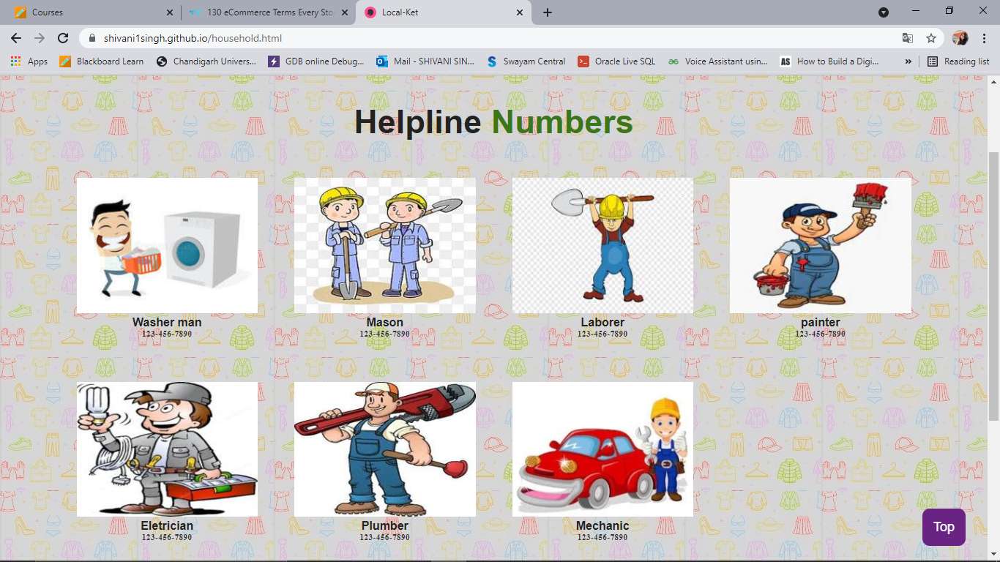 Courses
130 eCommerce Terms Every Sto
Local-Ket
shivani1singh.github.io/household.html
Apps
Blackboard Learn
Chandigarh Univers...
GDB online Debug...
Mail - SHIVANI SIN...
Swayam Central
Oracle Live SQL
Voice Assistant usin...
AS
How to Build a Digi...
»
Reading list
Helpline Numbers
Washer man
123-456-7890
Mason
123-456-7890
Laborer
123-456-7890
painter
123-456-7890
Eletrician
123-456-7890
Plumber
123-456-7890
Mechanic
123-456-7890
Top